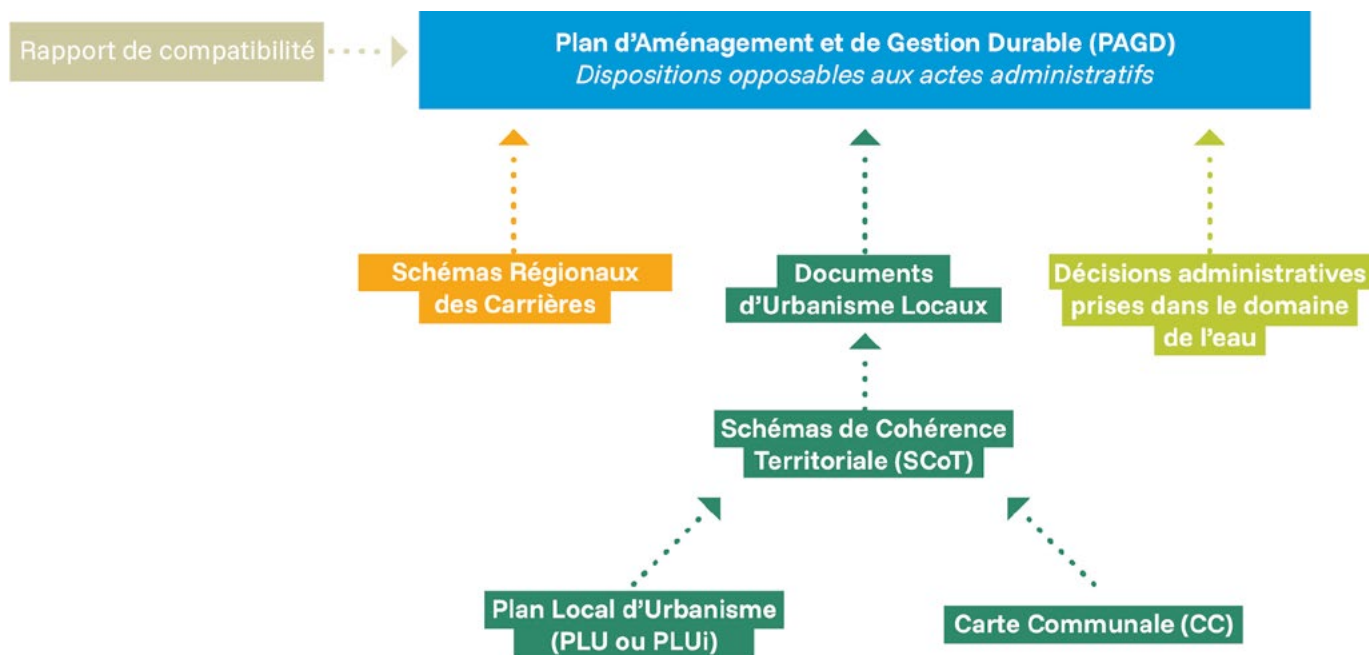 Rapport de compatibilité
Plan d’Aménagement et de Gestion Durable (PAGD)
Dispositions opposables aux actes administratifs
Schémas Régionaux
des Carrières
Documents
d’Urbanisme Locaux
Décisions administratives
prises dans le domaine
de l’eau
Schémas de Cohérence
Territoriale (SCoT)
Plan Local d’Urbanisme
(PLU ou PLUi)
Carte Communale (CC)